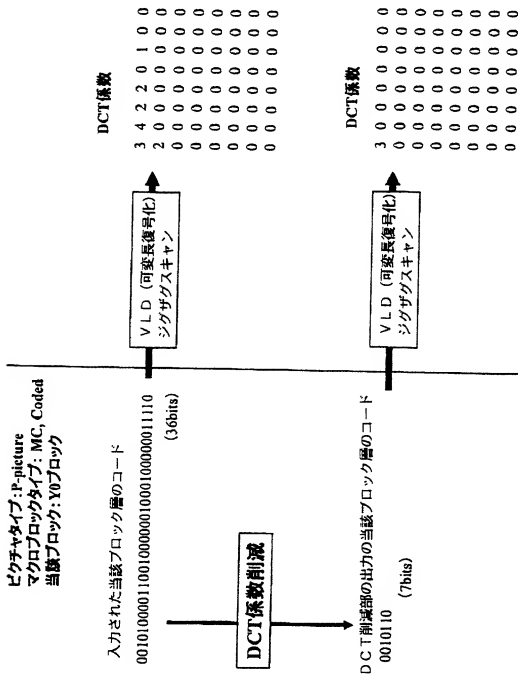 ピクチャタイプ:P-picture
マクロブロックタイプ: MC, Coded
当該ブロック: Y0ブロック
入力された当該ブロック層のコード
(36bits)
VLD (可変長復号化)
ジグザグスキャン
DCT係数
3 4 2 2 0 1 0 0
2 0 0 0 0 0 0 0
0 0 0 0 0 0 0 0
0 0 0 0 0 0 0 0
0 0 0 0 0 0 0 0
0 0 0 0 0 0 0 0
0 0 0 0 0 0 0 0
0 0 0 0 0 0 0 0
DCT係数削減
DCT削減部の出力の当該ブロック層のコード
0010110
(7bits)
VLD (可変長復号化)
ジグザグスキャン
DCT係数
3 0 0 0 0 0 0 0
0 0 0 0 0 0 0 0
0 0 0 0 0 0 0 0
0 0 0 0 0 0 0 0
0 0 0 0 0 0 0 0
0 0 0 0 0 0 0 0
0 0 0 0 0 0 0 0
0 0 0 0 0 0 0 0